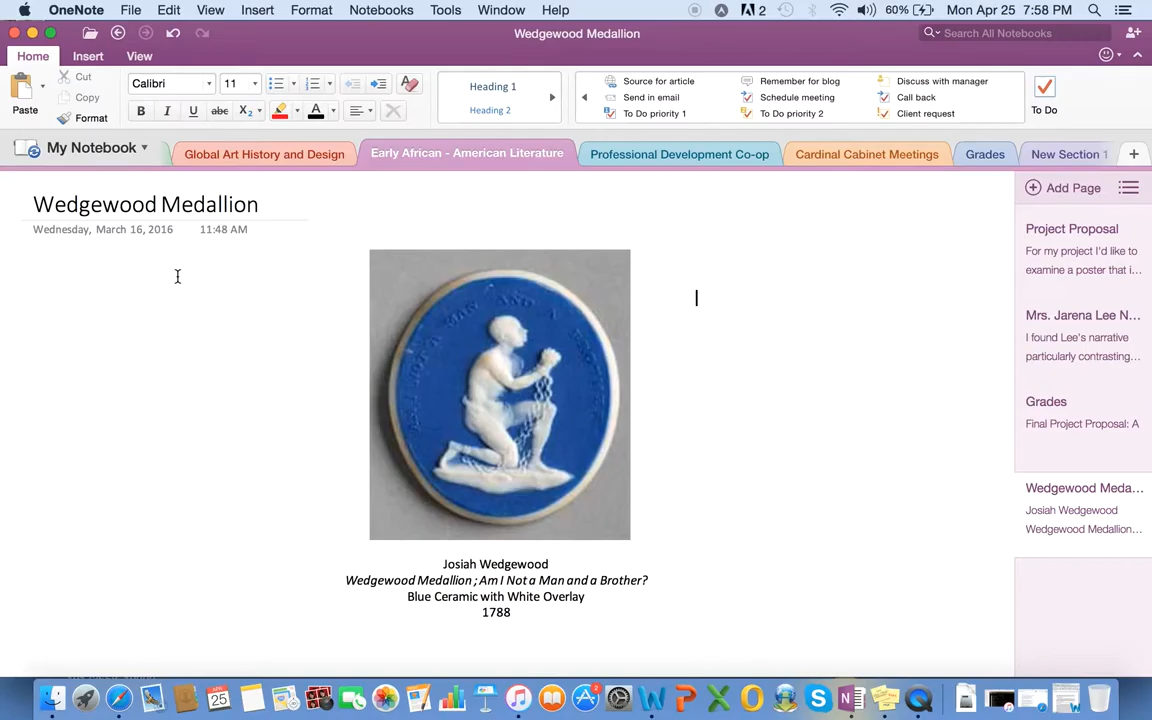 OneNote File Edit View Insert Format Notebooks Tools Window Help 2 60% Mon Apr 25 7:58 PM
Wedgewood Medallion
Search All Notebooks
Home Insert View
Paste
Cut
Copy
Format
Calibri 11
B I U abc X₂ A
Heading 1
Heading 2
Source for article
Send in email
To Do priority 1
Remember for blog
Schedule meeting
To Do priority 2
Discuss with manager
Call back
Client request
To Do
My Notebook
Global Art History and Design
Early African - American Literature
Professional Development Co-op
Cardinal Cabinet Meetings
Grades
New Section 1
Wedgewood Medallion
Wednesday, March 16, 2016 11:48 AM
Josiah Wedgewood
Wedgewood Medallion ; Am I Not a Man and a Brother?
Blue Ceramic with White Overlay
1788
Add Page
Project Proposal
For my project I'd like to
examine a poster that i...
Mrs. Jarena Lee N...
I found Lee's narrative
particularly contrasting...
Grades
Final Project Proposal: A
Wedgewood Meda...
Josiah Wedgewood
Wedgewood Medallion...